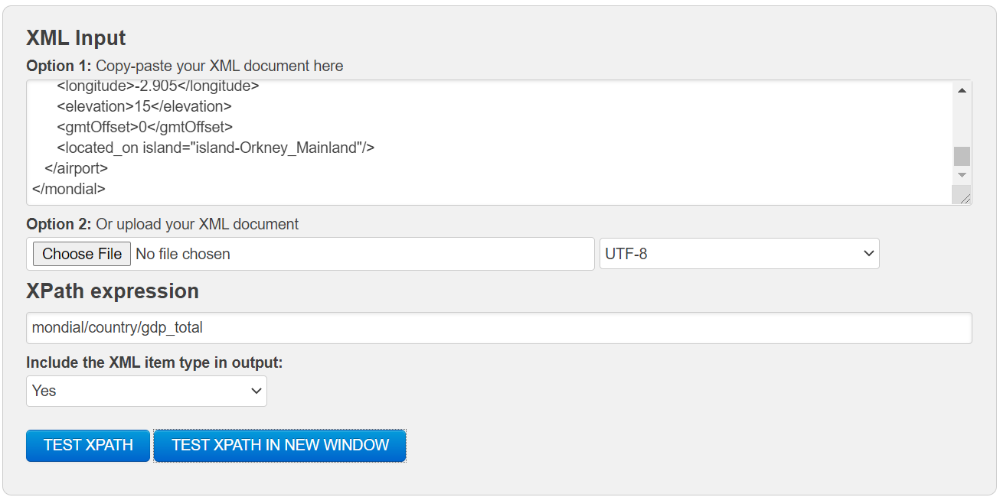 XML Input
Option 1: Copy-paste your XML document here
<longitude>-2.905</longitude>
<elevation>15</elevation>
<gmtOffset>0</gmtOffset>
<located_on island="island-Orkney_Mainland"/>
</airport>
</mondial>
Option 2: Or upload your XML document
Choose File No file chosen UTF-8
XPath expression
mondial/country/gdp_total
Include the XML item type in output:
Yes
TEST XPATH TEST XPATH IN NEW WINDOW